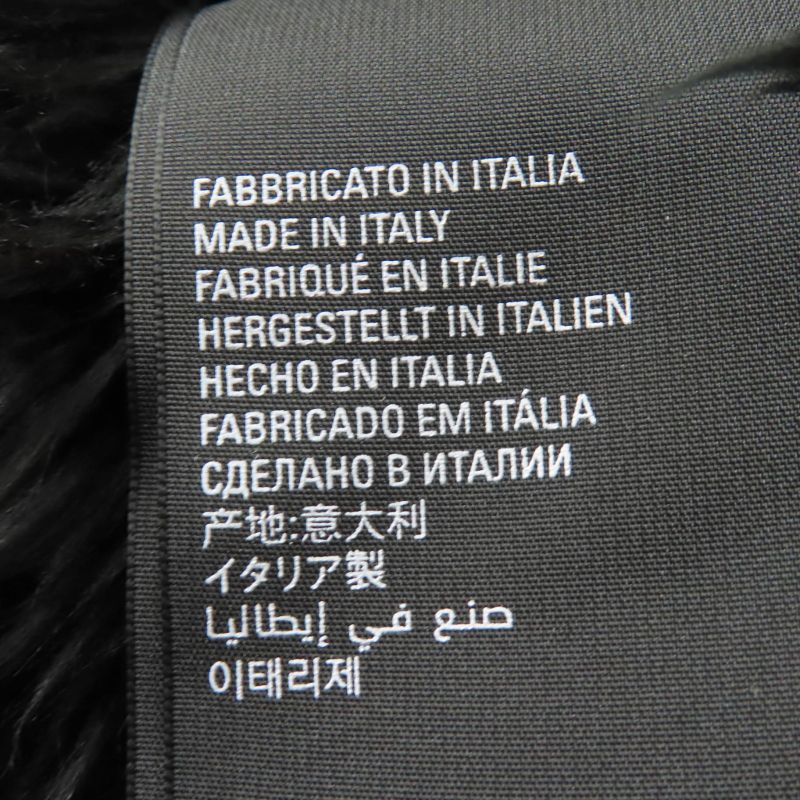 FABBRICATO IN ITALIA
MADE IN ITALY
FABRIQUÉ EN ITALIE
HERGESTELLT IN ITALIEN
HECHO EN ITALIA
FABRICADO EM ITÁLIA
СДЕЛАНО В ИТАЛИИ
产地:意大利
イタリア製
صنع في إيطاليا
이태리제